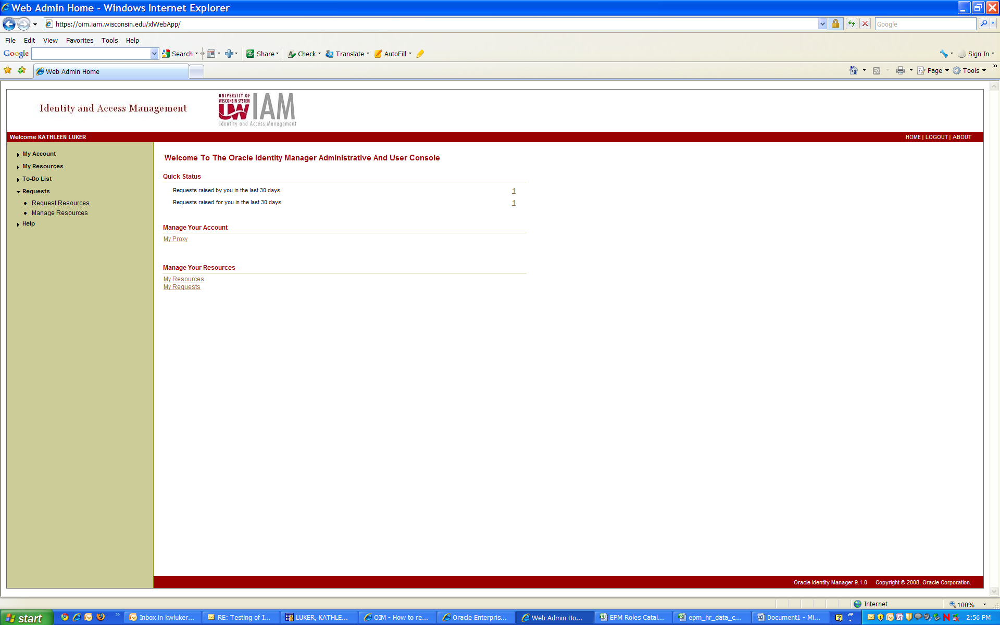 Web Admin Home - Windows Internet Explorer
https://oim.iam.wisconsin.edu/xlWebApp/
Google
File Edit View Favorites Tools Help
Google Search Share Check Translate AutoFill Sign In
Web Admin Home
Page Tools
Identity and Access Management
UNIVERSITY OF
WISCONSIN SYSTEM
UW IAM
Identity and Access Management
Welcome KATHLEEN LUKER
HOME | LOGOUT | ABOUT
My Account
My Resources
To-Do List
Requests
Request Resources
Manage Resources
Help
Welcome To The Oracle Identity Manager Administrative And User Console
Quick Status
Requests raised by you in the last 30 days 1
Requests raised for you in the last 30 days 1
Manage Your Account
My Proxy
Manage Your Resources
My Resources
My Requests
Oracle Identity Manager 9.1.0 Copyright © 2008, Oracle Corporation.
Internet 100%
start Inbox in kwluker... RE: Testing of I... LUKER, KATHLE... OIM - How to re... Oracle Enterpris... Web Admin Ho... EPM Roles Catal... epm_hr_data_c... Document1 - Mi... 2:56 PM